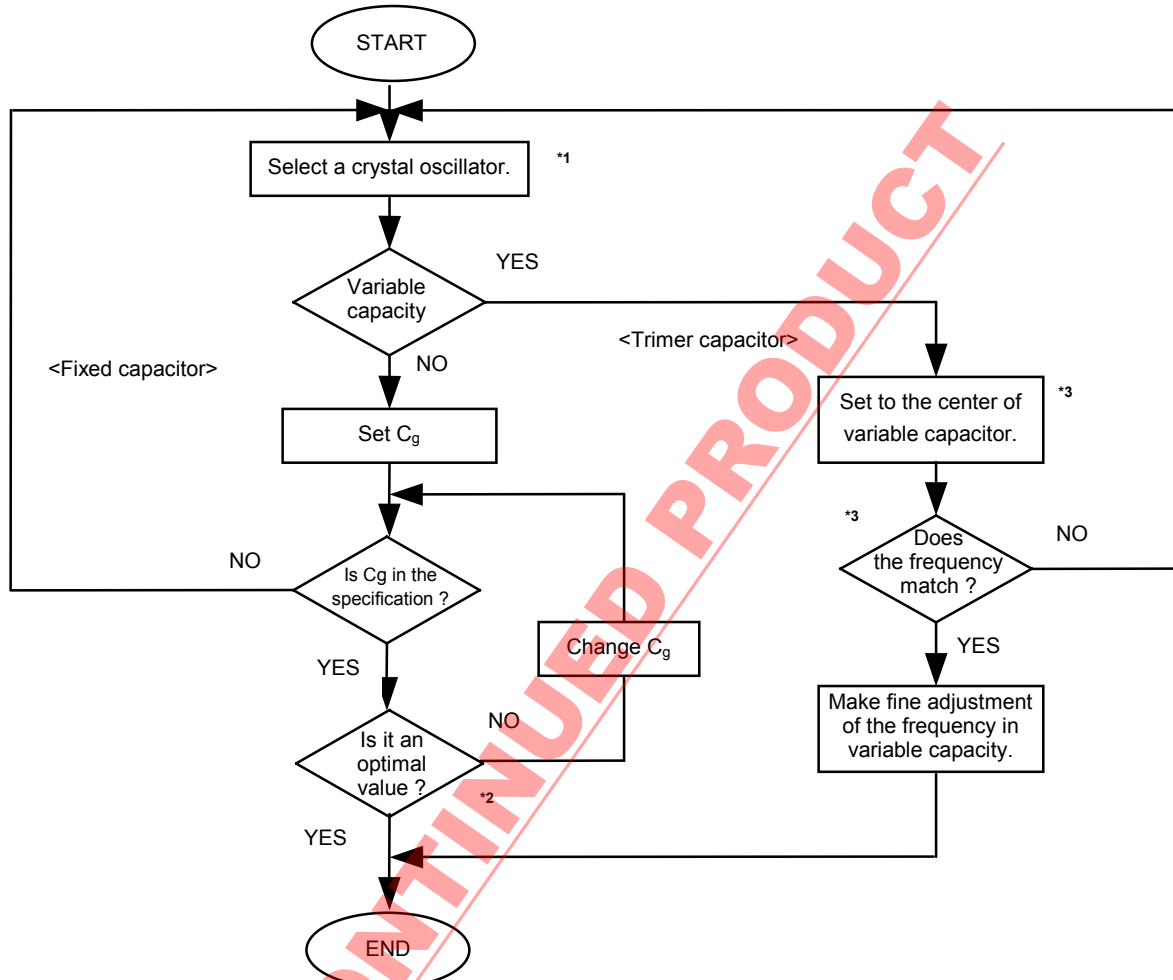 START
Select a crystal oscillator.
*1
Variable
capacity
YES
NO
<Fixed capacitor>
<Trimer capacitor>
Set Cg
Set to the center of
variable capacitor.
*3
Is Cg in the
specification ?
NO
YES
*3
Does
the frequency
match ?
NO
YES
Change Cg
Is it an
optimal
value ?
NO
*2
YES
Make fine adjustment
of the frequency in
variable capacity.
END
ONTINUED PRODUCT